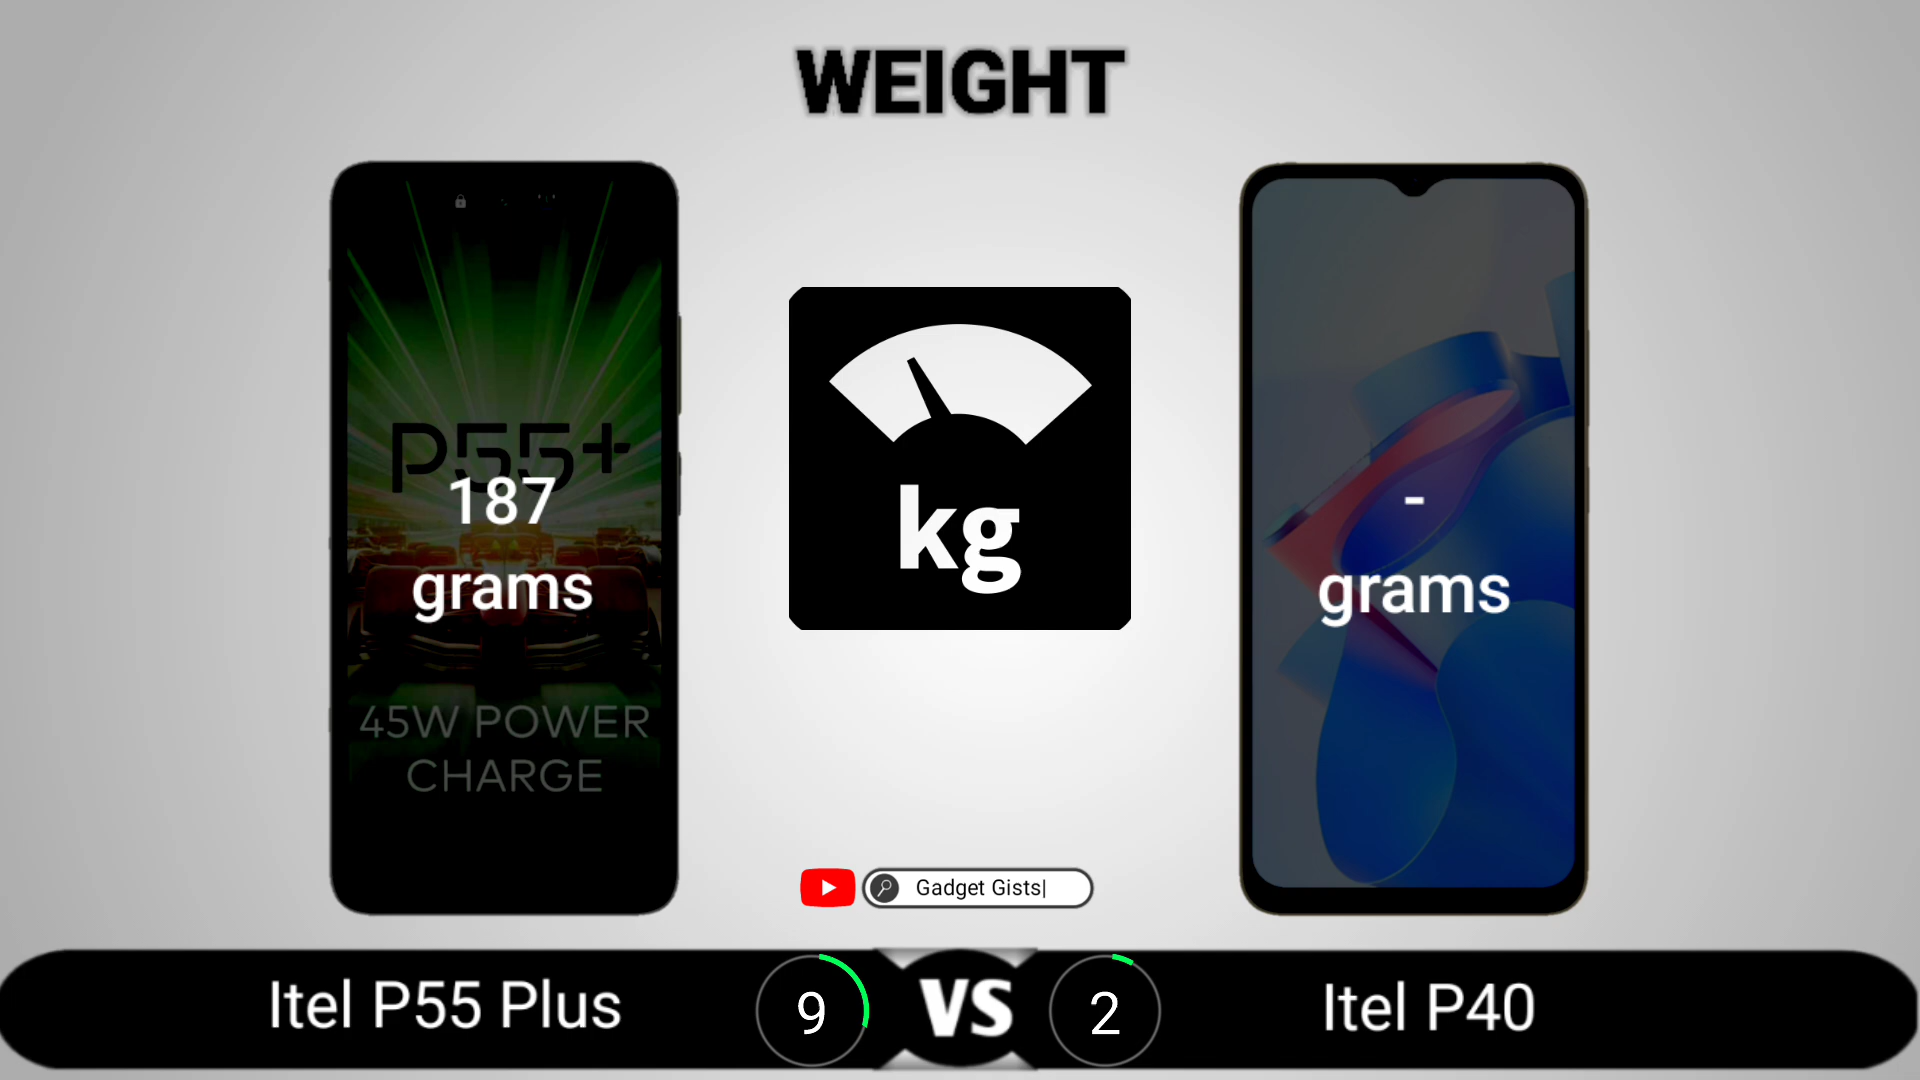 WEIGHT
P55+
187
grams
45W POWER
CHARGE
kg
-
grams
Gadget Gists|
Itel P55 Plus
9
VS
2
Itel P40